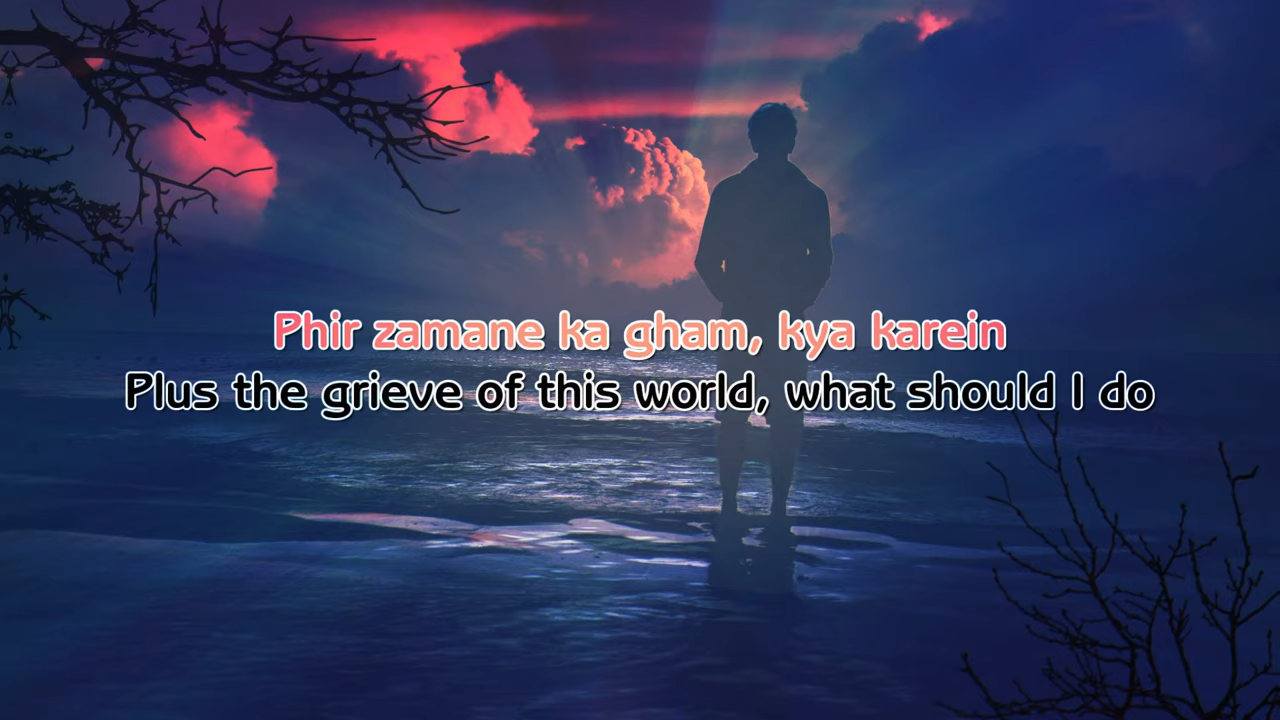 Phir zamane ka gham, kya karein
Plus the grieve of this world, what should I do